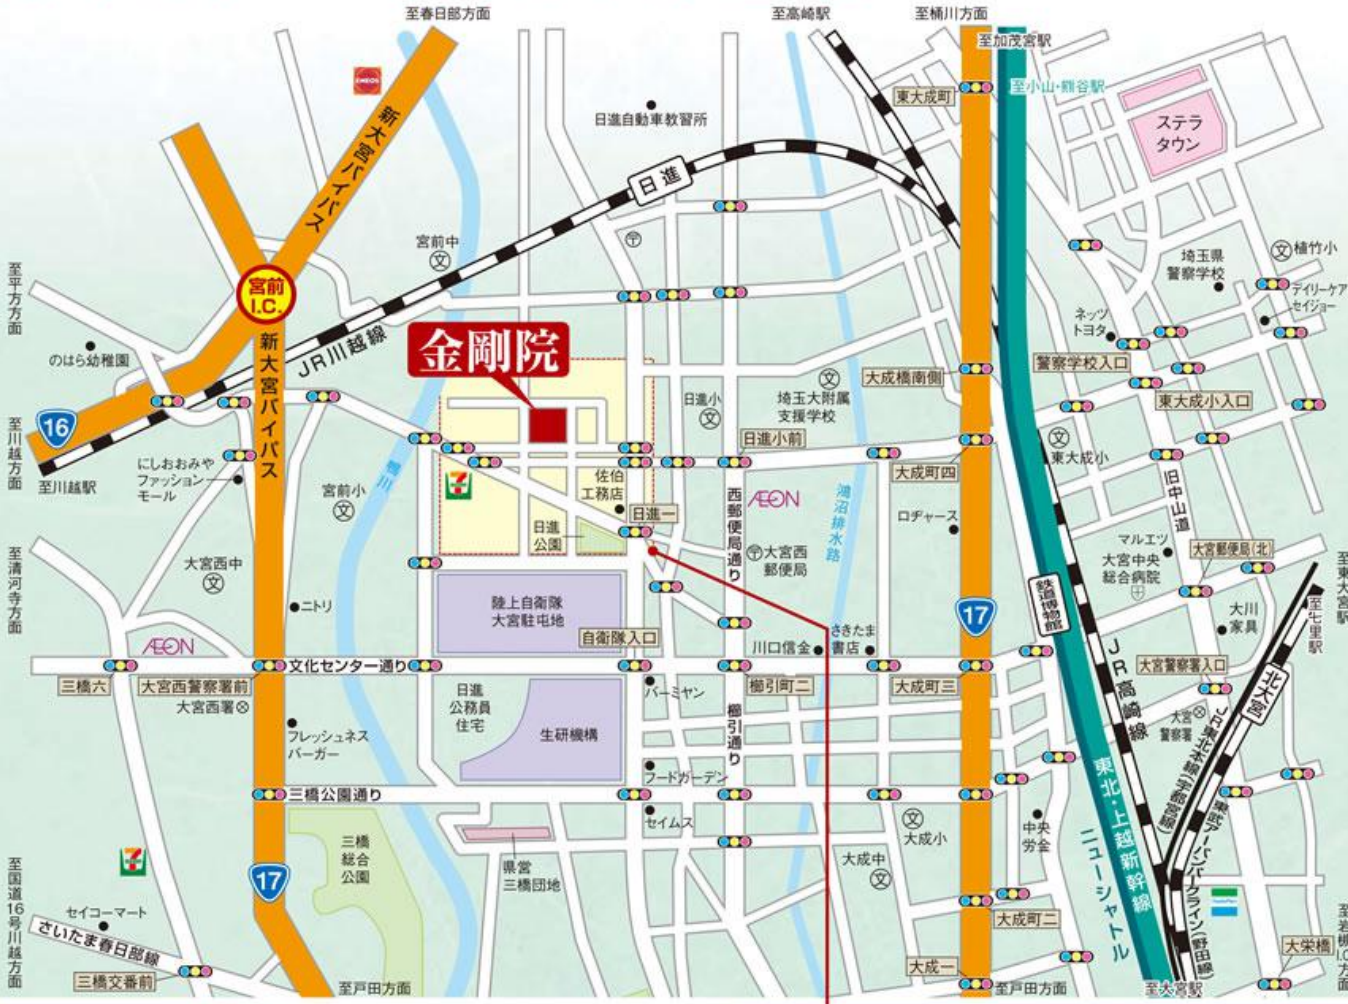 至春日部方面
至高崎駅
至桶川方面
至加茂宮駅
至小山・熊谷駅
ENEOS
新大宮バイパス
東大成町
ステラ
タウン
日進自動車教習所
日進
宮前中
文
〒
埼玉県
警察学校
文
植竹小
デイリーケア
セイジョー
至平方方面
宮前
I.C.
ネッツ
トヨタ
のはら幼稚園
JR川越線
新大宮バイパス
金剛院
警察学校入口
大成橋南側
文
埼玉大附属
支援学校
日進小
文
東大成小入口
至川越方面
16
日進小前
文
東大成小
大成町四
至川越駅
にしおおみや
ファッション
モール
鴨川
7
ELEVEN
佐伯
工務店
旧中山道
宮前小
文
西郵便局通り
ÆON
鴻沼排水路
ロヂャース
日進一
日進
公園
マルエツ
大宮中央
総合病院
大宮郵便局(北)
至清河寺方面
大宮西中
文
〒大宮西
郵便局
至東大宮駅
鉄道博物館
陸上自衛隊
大宮駐屯地
ニトリ
17
大川
家具
至七里駅
自衛隊入口
さきたま
書店
川口信金
ÆON
文化センター通り
JR高崎線
大宮警察署入口
三橋六
大宮西警察署前
大宮西署
櫛引町二
大成町三
北大宮
バーミヤン
日進
公務員
住宅
櫛引通り
大宮
警察署
フレッシュネス
バーガー
生研機構
JR東北本線(宇都宮線)
フードガーデン
東北・上越新幹線
三橋公園通り
東武アーバンパークライン(野田線)
セイムス
ニューシャトル
文
大成小
中央
労金
三橋
総合
公園
7
ELEVEN
県営
三橋団地
大成中
文
至国道16号川越方面
17
FamilyMart
セイコーマート
さいたま春日部線
大成町二
至岩槻I.C.方面
大栄橋
三橋交番前
大成一
至戸田方面
至戸田方面
至大宮駅